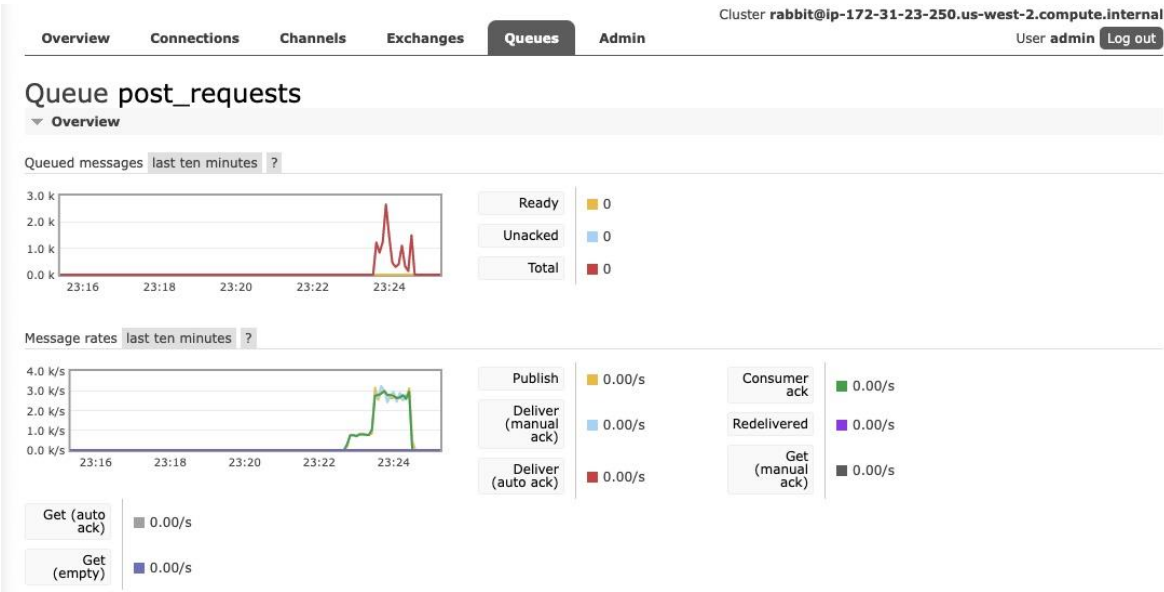 Cluster rabbit@ip-172-31-23-250.us-west-2.compute.internal
Overview Connections Channels Exchanges Queues Admin User admin Log out
Queue post_requests
Overview
Queued messages last ten minutes ?
3.0 k
2.0 k
1.0 k
0.0 k
23:16 23:18 23:20 23:22 23:24
Ready 0
Unacked 0
Total 0
Message rates last ten minutes ?
4.0 k/s
3.0 k/s
2.0 k/s
1.0 k/s
0.0 k/s
23:16 23:18 23:20 23:22 23:24
Publish 0.00/s
Deliver
(manual
ack) 0.00/s
Deliver
(auto ack) 0.00/s
Consumer
ack 0.00/s
Redelivered 0.00/s
Get
(manual
ack) 0.00/s
Get (auto
ack) 0.00/s
Get
(empty) 0.00/s